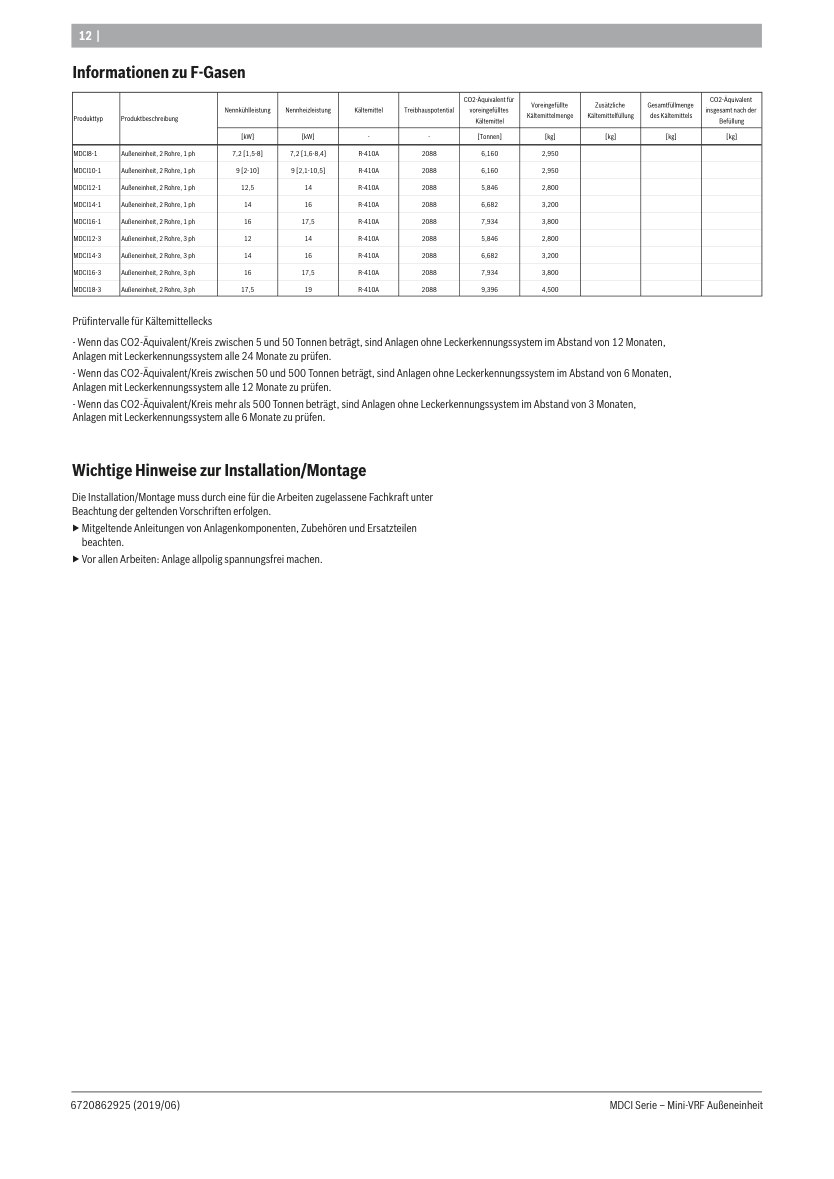 12 |
Informationen zu F-Gasen
Produkttyp Produktbeschreibung Nennkühlleistung Nennheizleistung Kältemittel Treibhauspotential CO2-Äquivalent für voreingefülltes Kältemittel Voreingefüllte Kältemittelmenge Zusätzliche Kältemittelfüllung Gesamtfüllmenge des Kältemittels CO2-Äquivalent insgesamt nach der Befüllung
[kW] [kW] - - [Tonnen] [kg] [kg] [kg] [kg]
MDCI8-1 Außeneinheit, 2 Rohre, 1 ph 7,2 [1,5-8] 7,2 [1,6-8,4] R-410A 2088 6,160 2,950
MDCI10-1 Außeneinheit, 2 Rohre, 1 ph 9 [2-10] 9 [2,1-10,5] R-410A 2088 6,160 2,950
MDCI12-1 Außeneinheit, 2 Rohre, 1 ph 12,5 14 R-410A 2088 5,846 2,800
MDCI14-1 Außeneinheit, 2 Rohre, 1 ph 14 16 R-410A 2088 6,682 3,200
MDCI16-1 Außeneinheit, 2 Rohre, 1 ph 16 17,5 R-410A 2088 7,934 3,800
MDCI12-3 Außeneinheit, 2 Rohre, 3 ph 12 14 R-410A 2088 5,846 2,800
MDCI14-3 Außeneinheit, 2 Rohre, 3 ph 14 16 R-410A 2088 6,682 3,200
MDCI16-3 Außeneinheit, 2 Rohre, 3 ph 16 17,5 R-410A 2088 7,934 3,800
MDCI18-3 Außeneinheit, 2 Rohre, 3 ph 17,5 19 R-410A 2088 9,396 4,500
Prüfintervalle für Kältemittellecks
- Wenn das CO2-Äquivalent/Kreis zwischen 5 und 50 Tonnen beträgt, sind Anlagen ohne Leckerkennungssystem im Abstand von 12 Monaten,
Anlagen mit Leckerkennungssystem alle 24 Monate zu prüfen.
- Wenn das CO2-Äquivalent/Kreis zwischen 50 und 500 Tonnen beträgt, sind Anlagen ohne Leckerkennungssystem im Abstand von 6 Monaten,
Anlagen mit Leckerkennungssystem alle 12 Monate zu prüfen.
- Wenn das CO2-Äquivalent/Kreis mehr als 500 Tonnen beträgt, sind Anlagen ohne Leckerkennungssystem im Abstand von 3 Monaten,
Anlagen mit Leckerkennungssystem alle 6 Monate zu prüfen.
Wichtige Hinweise zur Installation/Montage
Die Installation/Montage muss durch eine für die Arbeiten zugelassene Fachkraft unter
Beachtung der geltenden Vorschriften erfolgen.
▶ Mitgeltende Anleitungen von Anlagenkomponenten, Zubehören und Ersatzteilen
beachten.
▶ Vor allen Arbeiten: Anlage allpolig spannungsfrei machen.
6720862925 (2019/06) MDCI Serie – Mini-VRF Außeneinheit